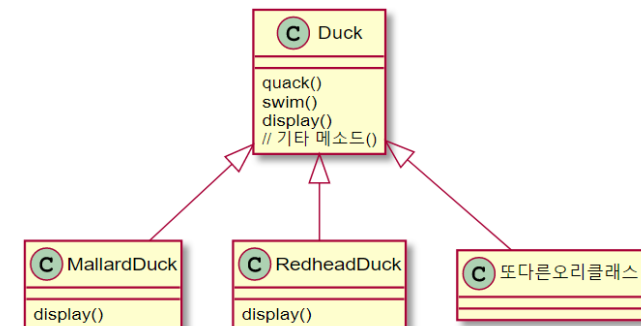 C Duck
quack()
swim()
display()
// 기타 메소드()
C MallardDuck
display()
C RedheadDuck
display()
C 또다른오리클래스